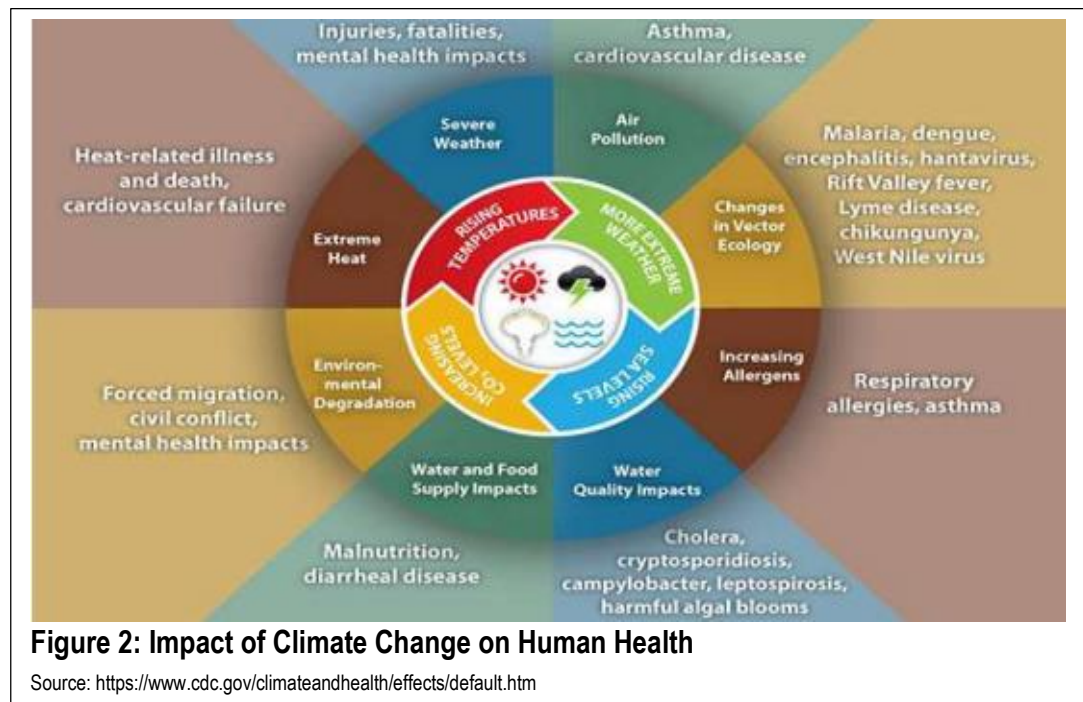 Injuries, fatalities,
mental health impacts
Asthma,
cardiovascular disease
Severe
Weather
Air
Pollution
Heat-related illness
and death,
cardiovascular failure
Malaria, dengue,
encephalitis, hantavirus,
Rift Valley fever,
Lyme disease,
chikungunya,
West Nile virus
Extreme
Heat
Changes
in Vector
Ecology
RISING
TEMPERATURES
MORE EXTREME
WEATHER
INCREASING
CO₂ LEVELS
RISING
SEA LEVELS
Environ-
mental
Degradation
Increasing
Allergens
Forced migration,
civil conflict,
mental health impacts
Respiratory
allergies, asthma
Water and Food
Supply Impacts
Water
Quality Impacts
Malnutrition,
diarrheal disease
Cholera,
cryptosporidiosis,
campylobacter, leptospirosis,
harmful algal blooms
Figure 2: Impact of Climate Change on Human Health
Source: https://www.cdc.gov/climateandhealth/effects/default.htm